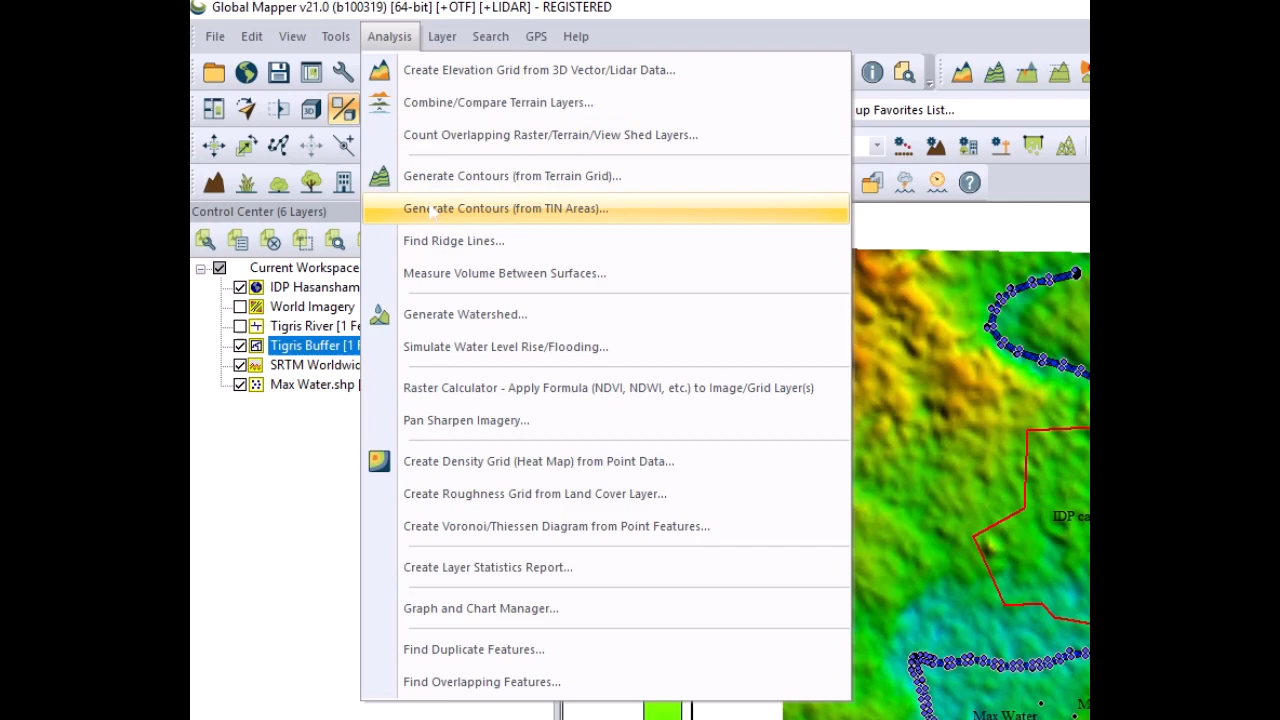 Global Mapper v21.0 (b100319) [64-bit] [+OTF] [+LIDAR] - REGISTERED
File Edit View Tools Analysis Layer Search GPS Help
Create Elevation Grid from 3D Vector/Lidar Data...
Combine/Compare Terrain Layers...
up Favorites List...
Count Overlapping Raster/Terrain/View Shed Layers...
Generate Contours (from Terrain Grid)...
Control Center (6 Layers)
Generate Contours (from TIN Areas)...
Find Ridge Lines...
Current Workspace
IDP Hasansham
Measure Volume Between Surfaces...
World Imagery
Generate Watershed...
Tigris River [1 Fe
Tigris Buffer [1 F
Simulate Water Level Rise/Flooding...
SRTM Worldwid
Max Water.shp [
Raster Calculator - Apply Formula (NDVI, NDWI, etc.) to Image/Grid Layer(s)
Pan Sharpen Imagery...
Create Density Grid (Heat Map) from Point Data...
Create Roughness Grid from Land Cover Layer...
IDP ca
Create Voronoi/Thiessen Diagram from Point Features...
Create Layer Statistics Report...
Graph and Chart Manager...
Find Duplicate Features...
Find Overlapping Features...
M
Max Water